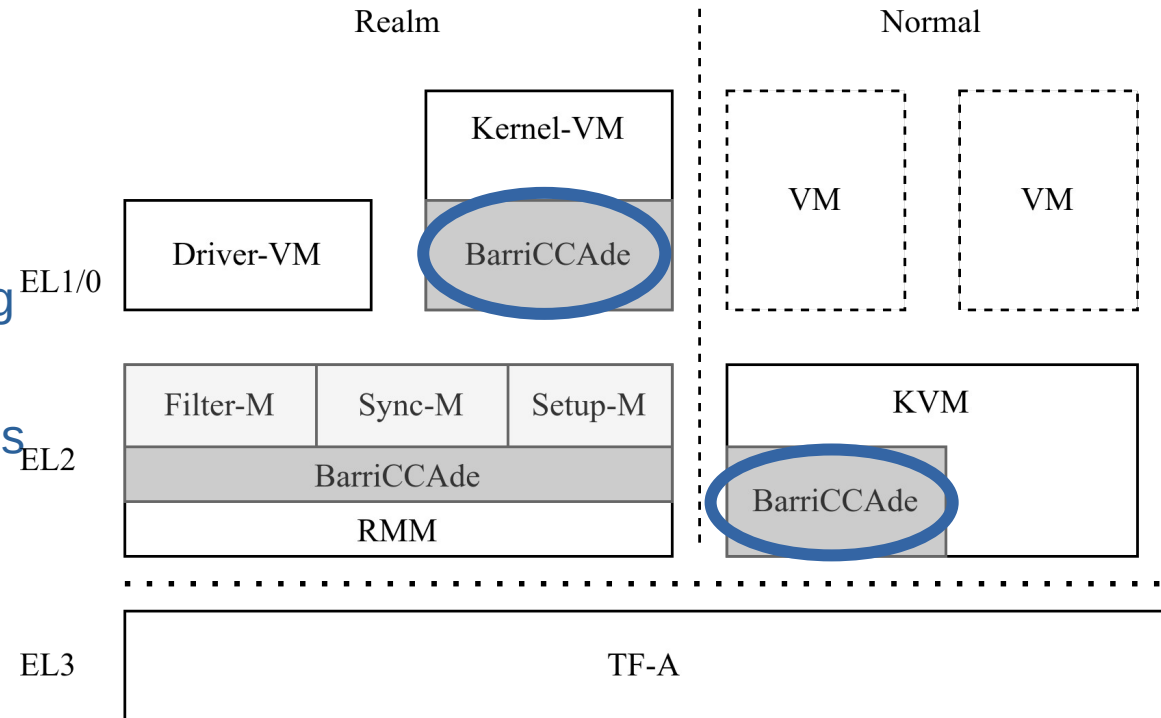 Realm
Normal
Kernel-VM
VM
VM
Driver-VM
BarriCCAde
EL1/0
g
Filter-M
Sync-M
Setup-M
KVM
s
EL2
BarriCCAde
BarriCCAde
RMM
EL3
TF-A